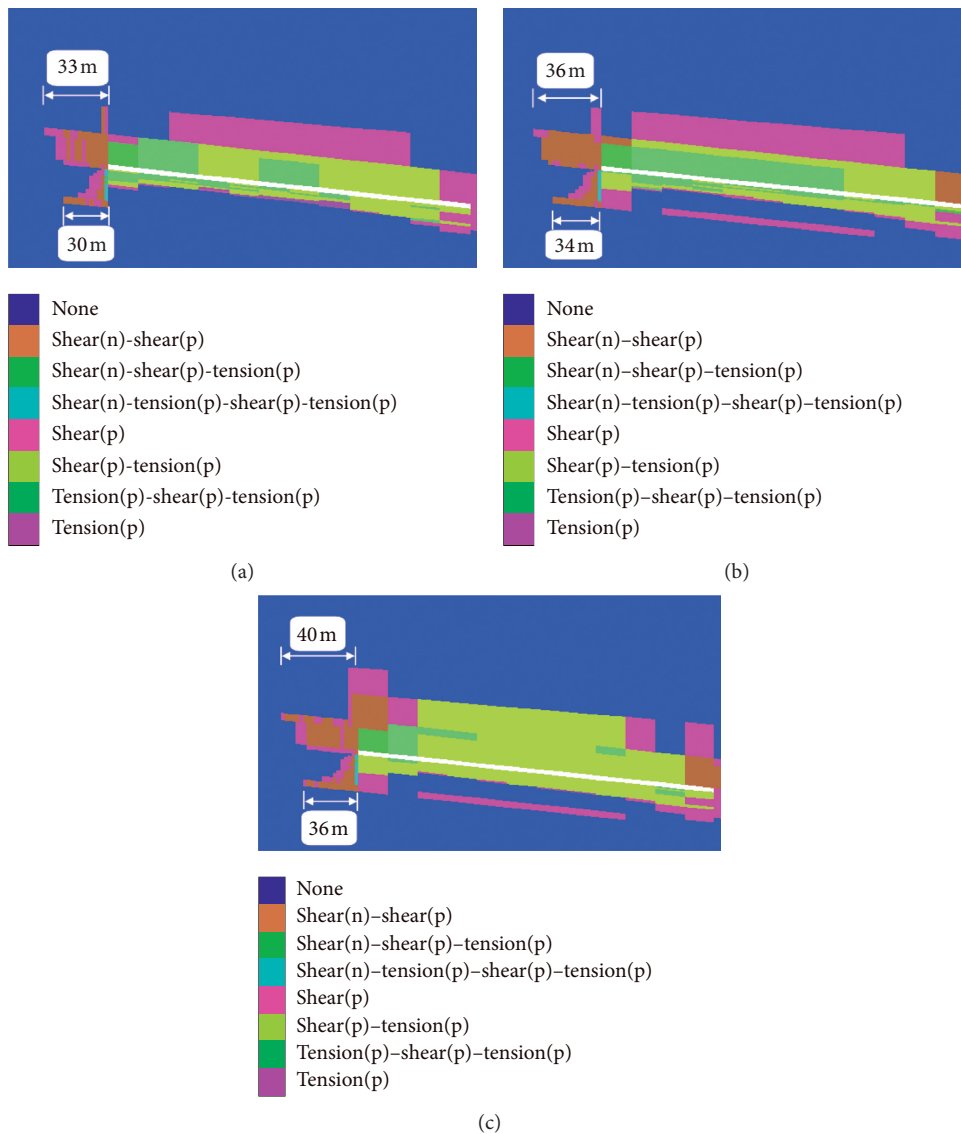 33 m
30 m
36 m
34 m
None
Shear(n)-shear(p)
Shear(n)-shear(p)-tension(p)
Shear(n)-tension(p)-shear(p)-tension(p)
Shear(p)
Shear(p)-tension(p)
Tension(p)-shear(p)-tension(p)
Tension(p)
(a)
None
Shear(n)–shear(p)
Shear(n)–shear(p)–tension(p)
Shear(n)–tension(p)–shear(p)–tension(p)
Shear(p)
Shear(p)–tension(p)
Tension(p)–shear(p)–tension(p)
Tension(p)
(b)
40 m
36 m
None
Shear(n)–shear(p)
Shear(n)–shear(p)–tension(p)
Shear(n)–tension(p)–shear(p)–tension(p)
Shear(p)
Shear(p)–tension(p)
Tension(p)–shear(p)–tension(p)
Tension(p)
(c)